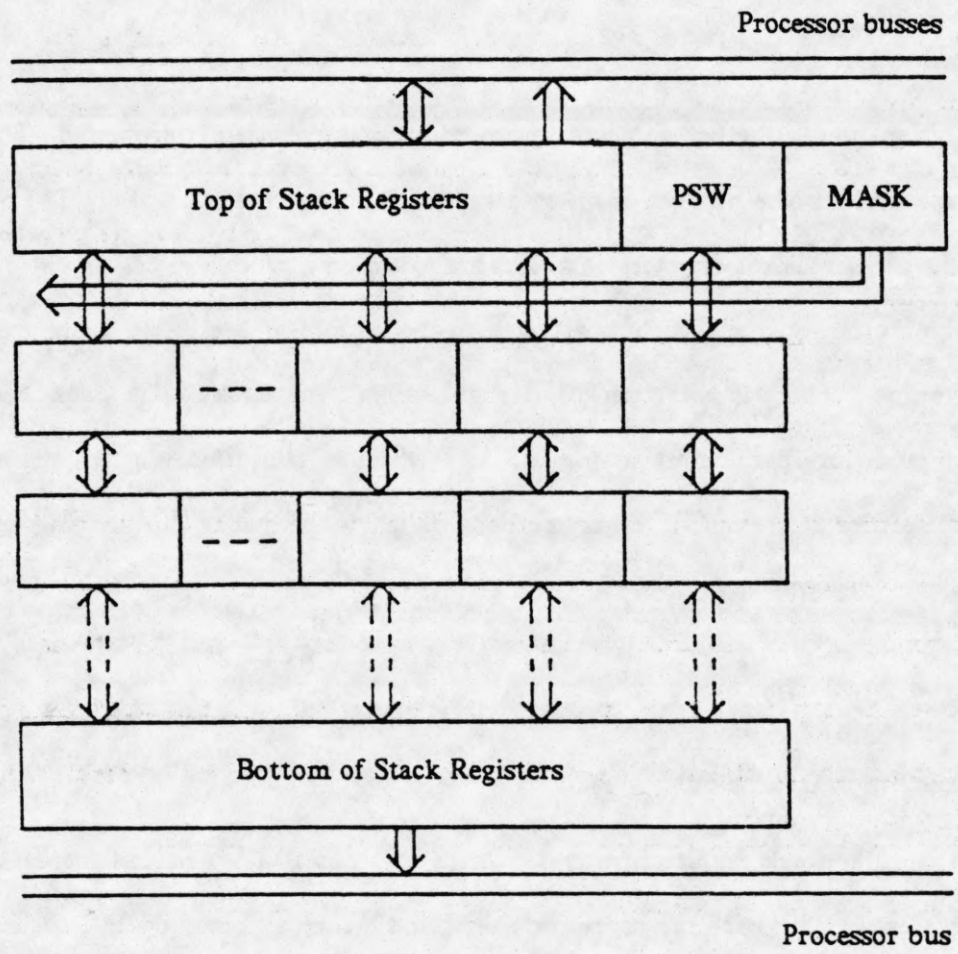 Processor busses
Top of Stack Registers
PSW
MASK
Bottom of Stack Registers
Processor bus